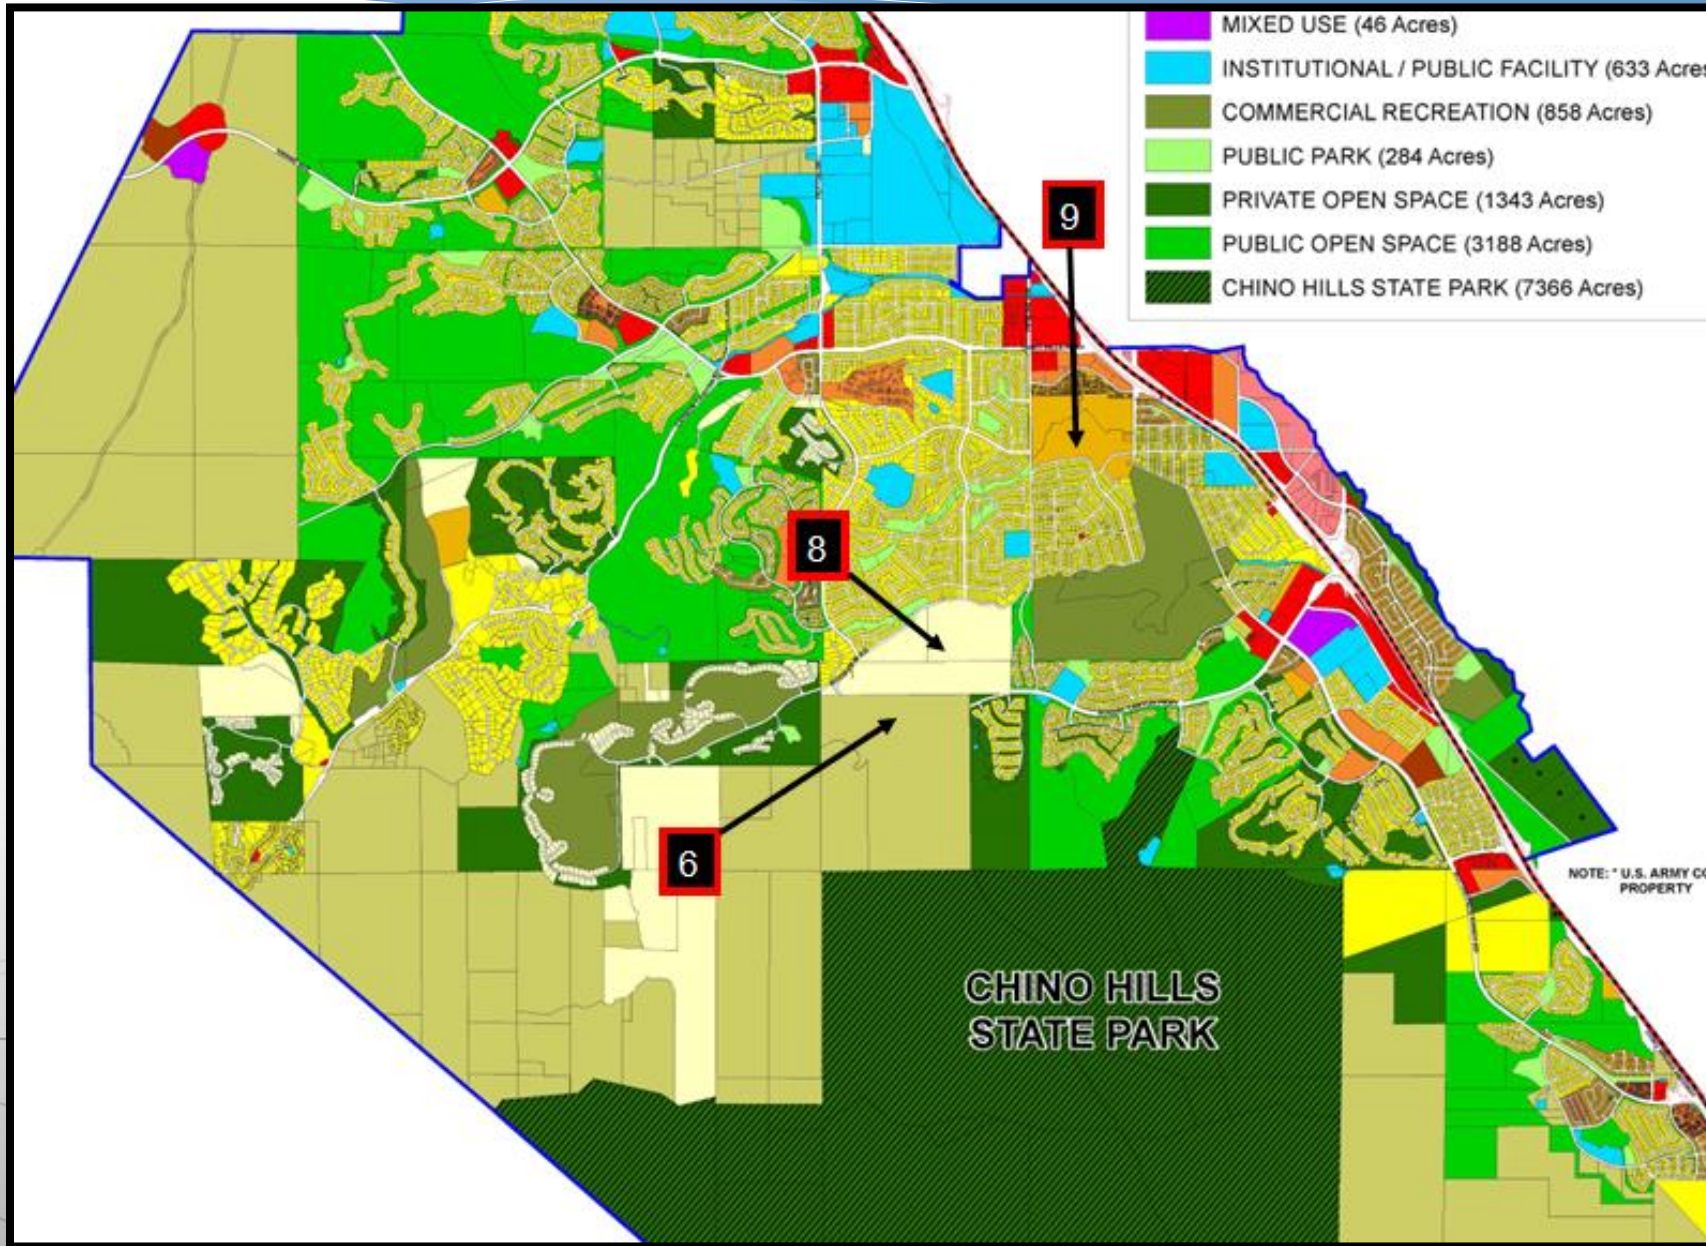 MIXED USE (46 Acres)
INSTITUTIONAL / PUBLIC FACILITY (633 Acres
COMMERCIAL RECREATION (858 Acres)
PUBLIC PARK (284 Acres)
PRIVATE OPEN SPACE (1343 Acres)
PUBLIC OPEN SPACE (3188 Acres)
CHINO HILLS STATE PARK (7366 Acres)
9
8
6
NOTE: * U.S. ARMY CO
PROPERTY
CHINO HILLS
STATE PARK